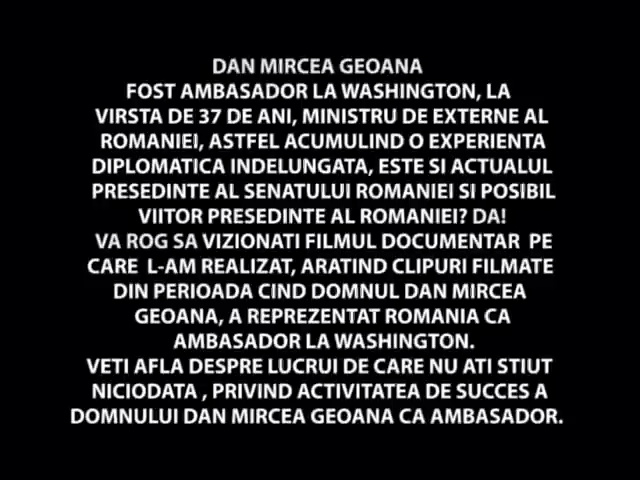 DAN MIRCEA GEOANA
FOST AMBASADOR LA WASHINGTON, LA
VIRSTA DE 37 DE ANI, MINISTRU DE EXTERNE AL
ROMANIEI, ASTFEL ACUMULIND O EXPERIENTA
DIPLOMATICA INDELUNGATA, ESTE SI ACTUALUL
PRESEDINTE AL SENATULUI ROMANIEI SI POSIBIL
VIITOR PRESEDINTE AL ROMANIEI? DA!
VA ROG SA VIZIONATI FILMUL DOCUMENTAR PE
CARE L-AM REALIZAT, ARATIND CLIPURI FILMATE
DIN PERIOADA CIND DOMNUL DAN MIRCEA
GEOANA, A REPREZENTAT ROMANIA CA
AMBASADOR LA WASHINGTON.
VETI AFLA DESPRE LUCRUI DE CARE NU ATI STIUT
NICIODATA , PRIVIND ACTIVITATEA DE SUCCES A
DOMNULUI DAN MIRCEA GEOANA CA AMBASADOR.